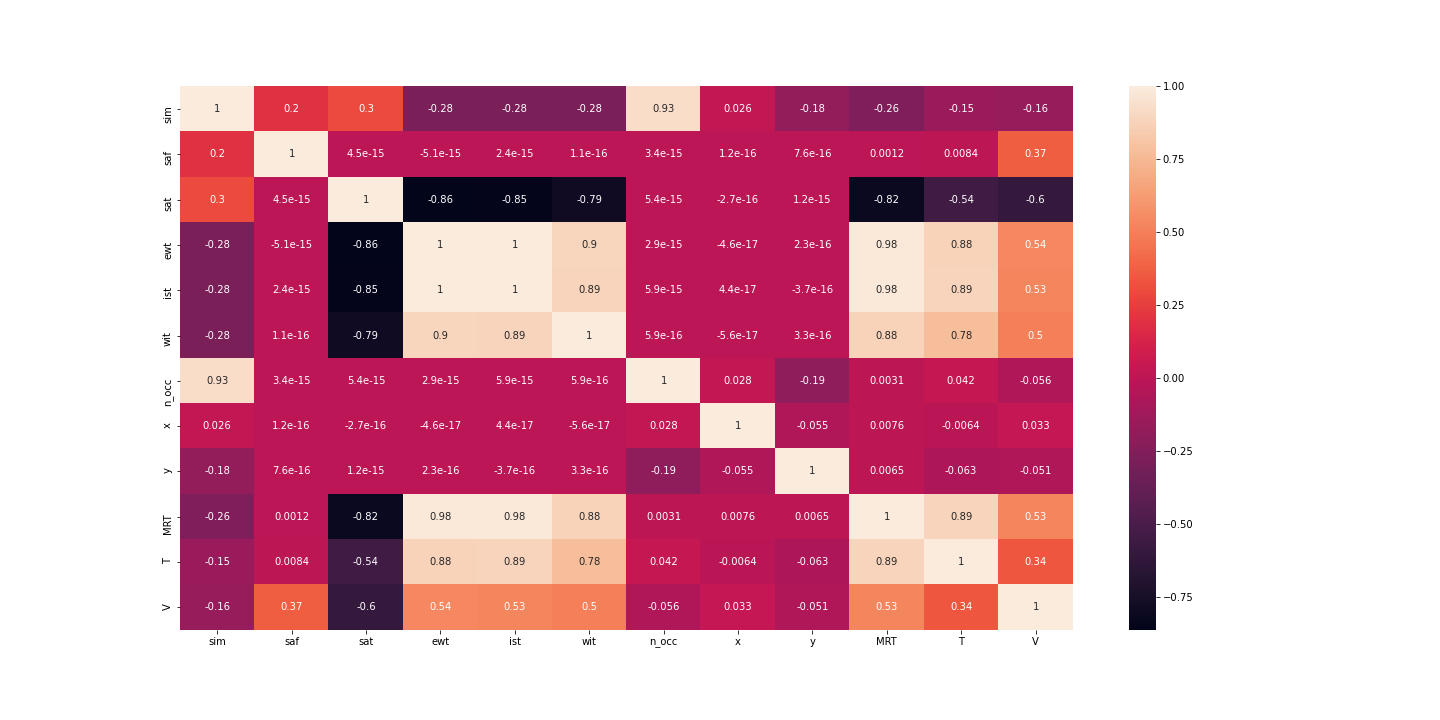 sim 1 0.2 0.3 -0.28 -0.28 -0.28 0.93 0.026 -0.18 -0.26 -0.15 -0.16
saf 0.2 1 4.5e-15 -5.1e-15 2.4e-15 1.1e-16 3.4e-15 1.2e-16 7.6e-16 0.0012 0.0084 0.37
sat 0.3 4.5e-15 1 -0.86 -0.85 -0.79 5.4e-15 -2.7e-16 1.2e-15 -0.82 -0.54 -0.6
ewt -0.28 -5.1e-15 -0.86 1 1 0.9 2.9e-15 -4.6e-17 2.3e-16 0.98 0.88 0.54
ist -0.28 2.4e-15 -0.85 1 1 0.89 5.9e-15 4.4e-17 -3.7e-16 0.98 0.89 0.53
wit -0.28 1.1e-16 -0.79 0.9 0.89 1 5.9e-16 -5.6e-17 3.3e-16 0.88 0.78 0.5
n_occ 0.93 3.4e-15 5.4e-15 2.9e-15 5.9e-15 5.9e-16 1 0.028 -0.19 0.0031 0.042 -0.056
x 0.026 1.2e-16 -2.7e-16 -4.6e-17 4.4e-17 -5.6e-17 0.028 1 -0.055 0.0076 -0.0064 0.033
y -0.18 7.6e-16 1.2e-15 2.3e-16 -3.7e-16 3.3e-16 -0.19 -0.055 1 0.0065 -0.063 -0.051
MRT -0.26 0.0012 -0.82 0.98 0.98 0.88 0.0031 0.0076 0.0065 1 0.89 0.53
T -0.15 0.0084 -0.54 0.88 0.89 0.78 0.042 -0.0064 -0.063 0.89 1 0.34
V -0.16 0.37 -0.6 0.54 0.53 0.5 -0.056 0.033 -0.051 0.53 0.34 1
sim saf sat ewt ist wit n_occ x y MRT T V
1.00
0.75
0.50
0.25
0.00
−0.25
−0.50
−0.75